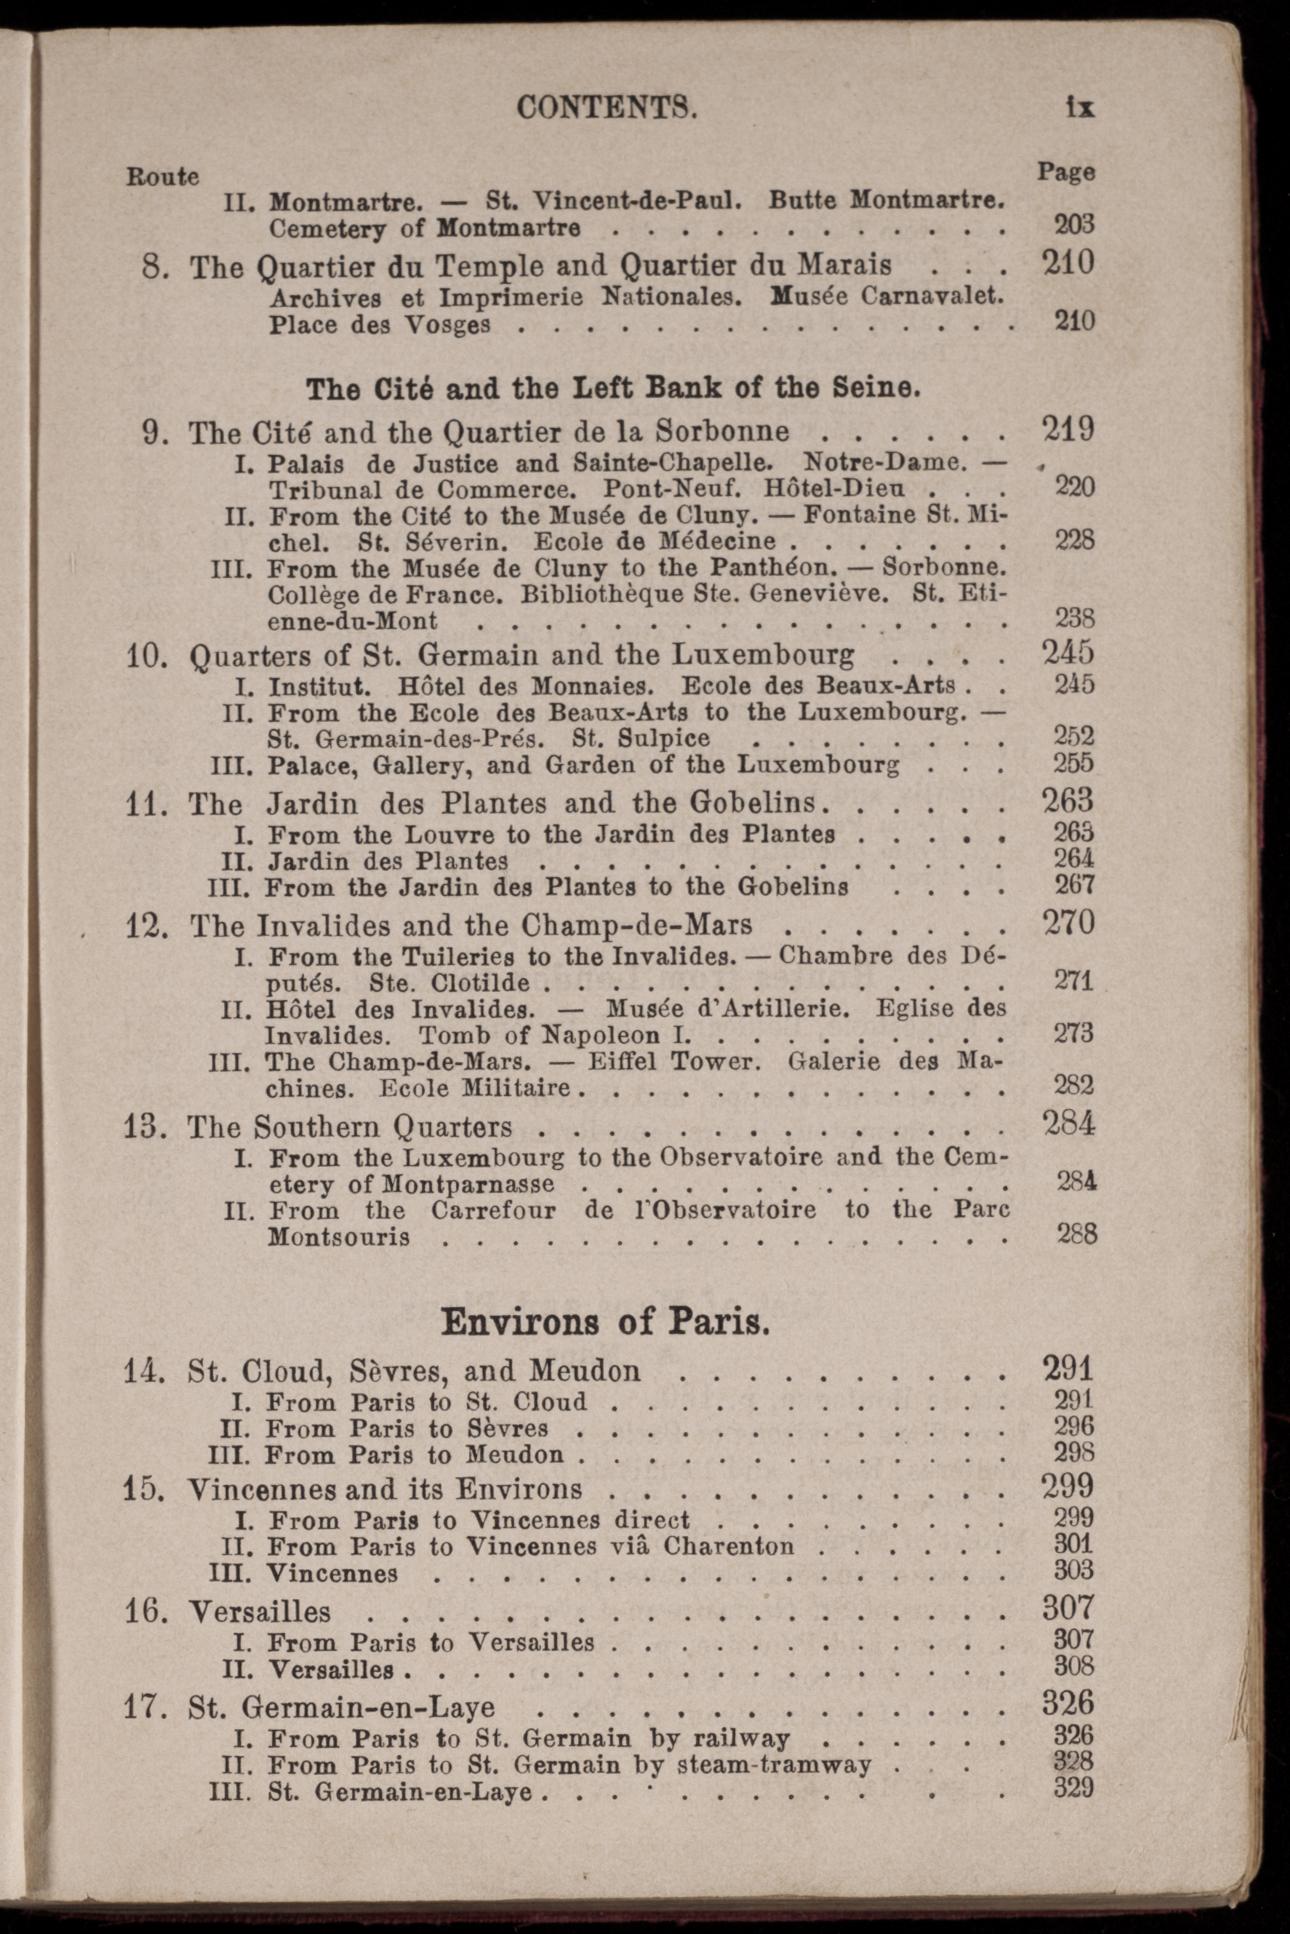 CONTENTS. ix
Route Page
II. Montmartre. — St. Vincent-de-Paul. Butte Montmartre.
Cemetery of Montmartre . . . . . . . . . . . . 203
8. The Quartier du Temple and Quartier du Marais . . . 210
Archives et Imprimerie Nationales. Musée Carnavalet.
Place des Vosges . . . . . . . . . . . . . . . 210
The Cité and the Left Bank of the Seine.
9. The Cité and the Quartier de la Sorbonne . . . . . . 219
I. Palais de Justice and Sainte-Chapelle. Notre-Dame. —
Tribunal de Commerce. Pont-Neuf. Hôtel-Dieu . . . 220
II. From the Cité to the Musée de Cluny. — Fontaine St. Mi-
chel. St. Séverin. Ecole de Médecine . . . . . . . 228
III. From the Musée de Cluny to the Panthéon. — Sorbonne.
Collège de France. Bibliothèque Ste. Geneviève. St. Eti-
enne-du-Mont . . . . . . . . . . . . . . . . 238
10. Quarters of St. Germain and the Luxembourg . . . . 245
I. Institut. Hôtel des Monnaies. Ecole des Beaux-Arts . . 245
II. From the Ecole des Beaux-Arts to the Luxembourg. —
St. Germain-des-Prés. St. Sulpice . . . . . . . . 252
III. Palace, Gallery, and Garden of the Luxembourg . . . 255
11. The Jardin des Plantes and the Gobelins. . . . . . 263
I. From the Louvre to the Jardin des Plantes . . . . . 263
II. Jardin des Plantes . . . . . . . . . . . . . . 264
III. From the Jardin des Plantes to the Gobelins . . . . 267
12. The Invalides and the Champ-de-Mars . . . . . . . 270
I. From the Tuileries to the Invalides. — Chambre des Dé-
putés. Ste. Clotilde . . . . . . . . . . . . . . 271
II. Hôtel des Invalides. — Musée d'Artillerie. Eglise des
Invalides. Tomb of Napoleon I. . . . . . . . . . 273
III. The Champ-de-Mars. — Eiffel Tower. Galerie des Ma-
chines. Ecole Militaire . . . . . . . . . . . . . 282
13. The Southern Quarters . . . . . . . . . . . . . . 284
I. From the Luxembourg to the Observatoire and the Cem-
etery of Montparnasse . . . . . . . . . . . . . 284
II. From the Carrefour de l'Observatoire to the Parc
Montsouris . . . . . . . . . . . . . . . . . 288
Environs of Paris.
14. St. Cloud, Sèvres, and Meudon . . . . . . . . . . 291
I. From Paris to St. Cloud . . . . . . . . . . . . 291
II. From Paris to Sèvres . . . . . . . . . . . . . 296
III. From Paris to Meudon . . . . . . . . . . . . . 298
15. Vincennes and its Environs . . . . . . . . . . . . 299
I. From Paris to Vincennes direct . . . . . . . . . 299
II. From Paris to Vincennes viâ Charenton . . . . . . 301
III. Vincennes . . . . . . . . . . . . . . . . . 303
16. Versailles . . . . . . . . . . . . . . . . . . . 307
I. From Paris to Versailles . . . . . . . . . . . . 307
II. Versailles . . . . . . . . . . . . . . . . . . 308
17. St. Germain-en-Laye . . . . . . . . . . . . . . 326
I. From Paris to St. Germain by railway . . . . . . 326
II. From Paris to St. Germain by steam-tramway . . . 328
III. St. Germain-en-Laye . . . . . . . . . . . . 329